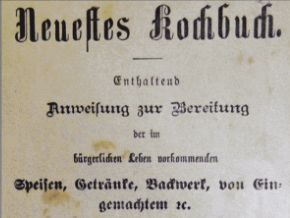 Neuestes Kochbuch.
Enthaltend
Anweisung zur Bereitung
der im
bürgerlichen Leben vorkommenden
Speisen, Getränke, Backwerk, von Ein-
gemachtem ꝛc.